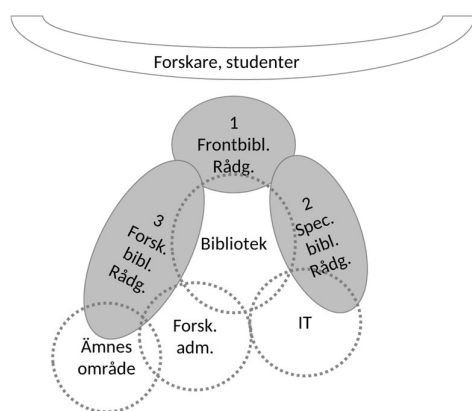 Forskare, studenter
1
Frontbibl.
Rådg.
2
Spec.
bibl.
Rådg.
3
Forsk.
bibl.
Rådg.
Bibliotek
Forsk.
adm.
IT
Ämnes
område